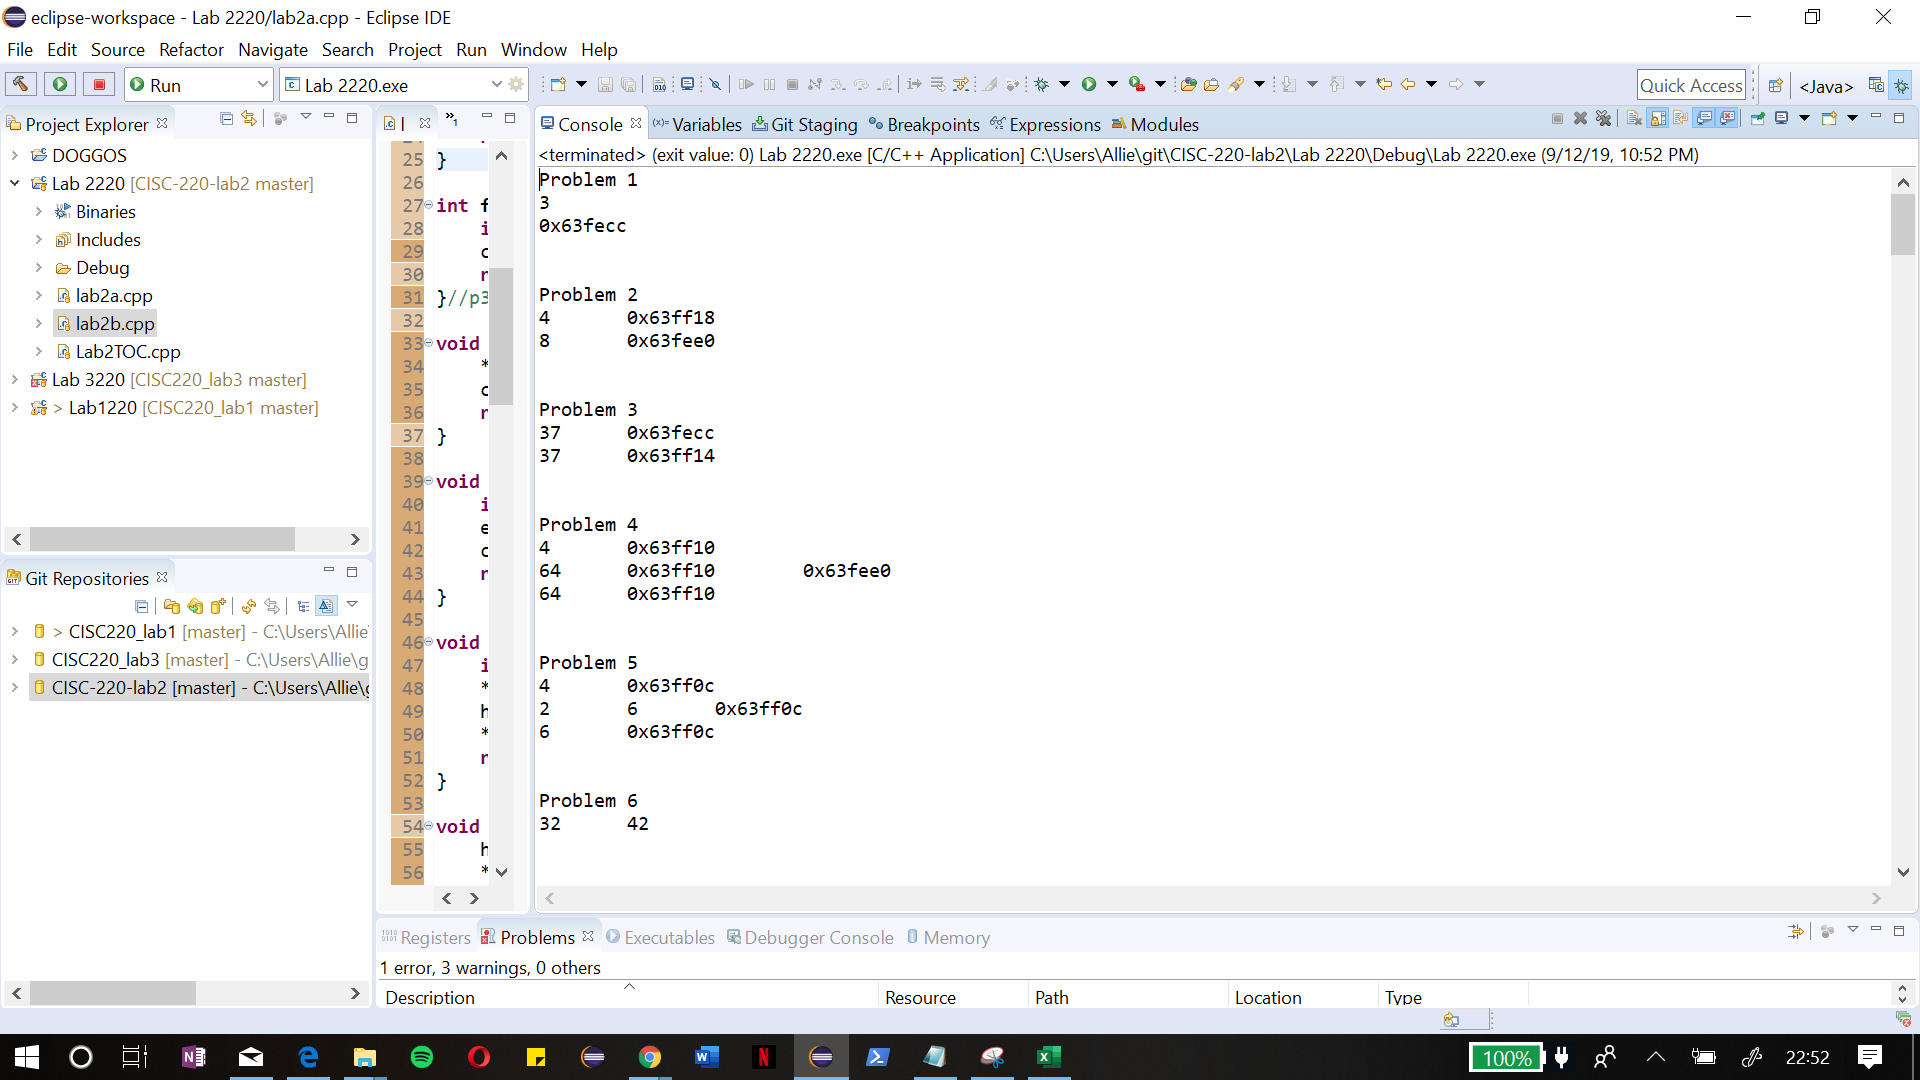 eclipse-workspace - Lab 2220/lab2a.cpp - Eclipse IDE
File Edit Source Refactor Navigate Search Project Run Window Help
Run Lab 2220.exe Quick Access <Java>
Project Explorer
DOGGOS
Lab 2220 [CISC-220-lab2 master]
Binaries
Includes
Debug
lab2a.cpp
lab2b.cpp
Lab2TOC.cpp
Lab 3220 [CISC220_lab3 master]
> Lab1220 [CISC220_lab1 master]
Git Repositories
> CISC220_lab1 [master] - C:\Users\Allie
CISC220_lab3 [master] - C:\Users\Allie\g
CISC-220-lab2 [master] - C:\Users\Allie\g
25 }
26
27 int f
28 i
29 c
30 r
31 }//p3
32
33 void
34 *
35 c
36 r
37 }
38
39 void
40 i
41 e
42 c
43 r
44 }
45
46 void
47 i
48 *
49 h
50 *
51 r
52 }
53
54 void
55 h
56 *
Console Variables Git Staging Breakpoints Expressions Modules
<terminated> (exit value: 0) Lab 2220.exe [C/C++ Application] C:\Users\Allie\git\CISC-220-lab2\Lab 2220\Debug\Lab 2220.exe (9/12/19, 10:52 PM)
Problem 1
3
0x63fecc
Problem 2
4 0x63ff18
8 0x63fee0
Problem 3
37 0x63fecc
37 0x63ff14
Problem 4
4 0x63ff10
64 0x63ff10 0x63fee0
64 0x63ff10
Problem 5
4 0x63ff0c
2 6 0x63ff0c
6 0x63ff0c
Problem 6
32 42
Registers Problems Executables Debugger Console Memory
1 error, 3 warnings, 0 others
Description Resource Path Location Type
100% 22:52